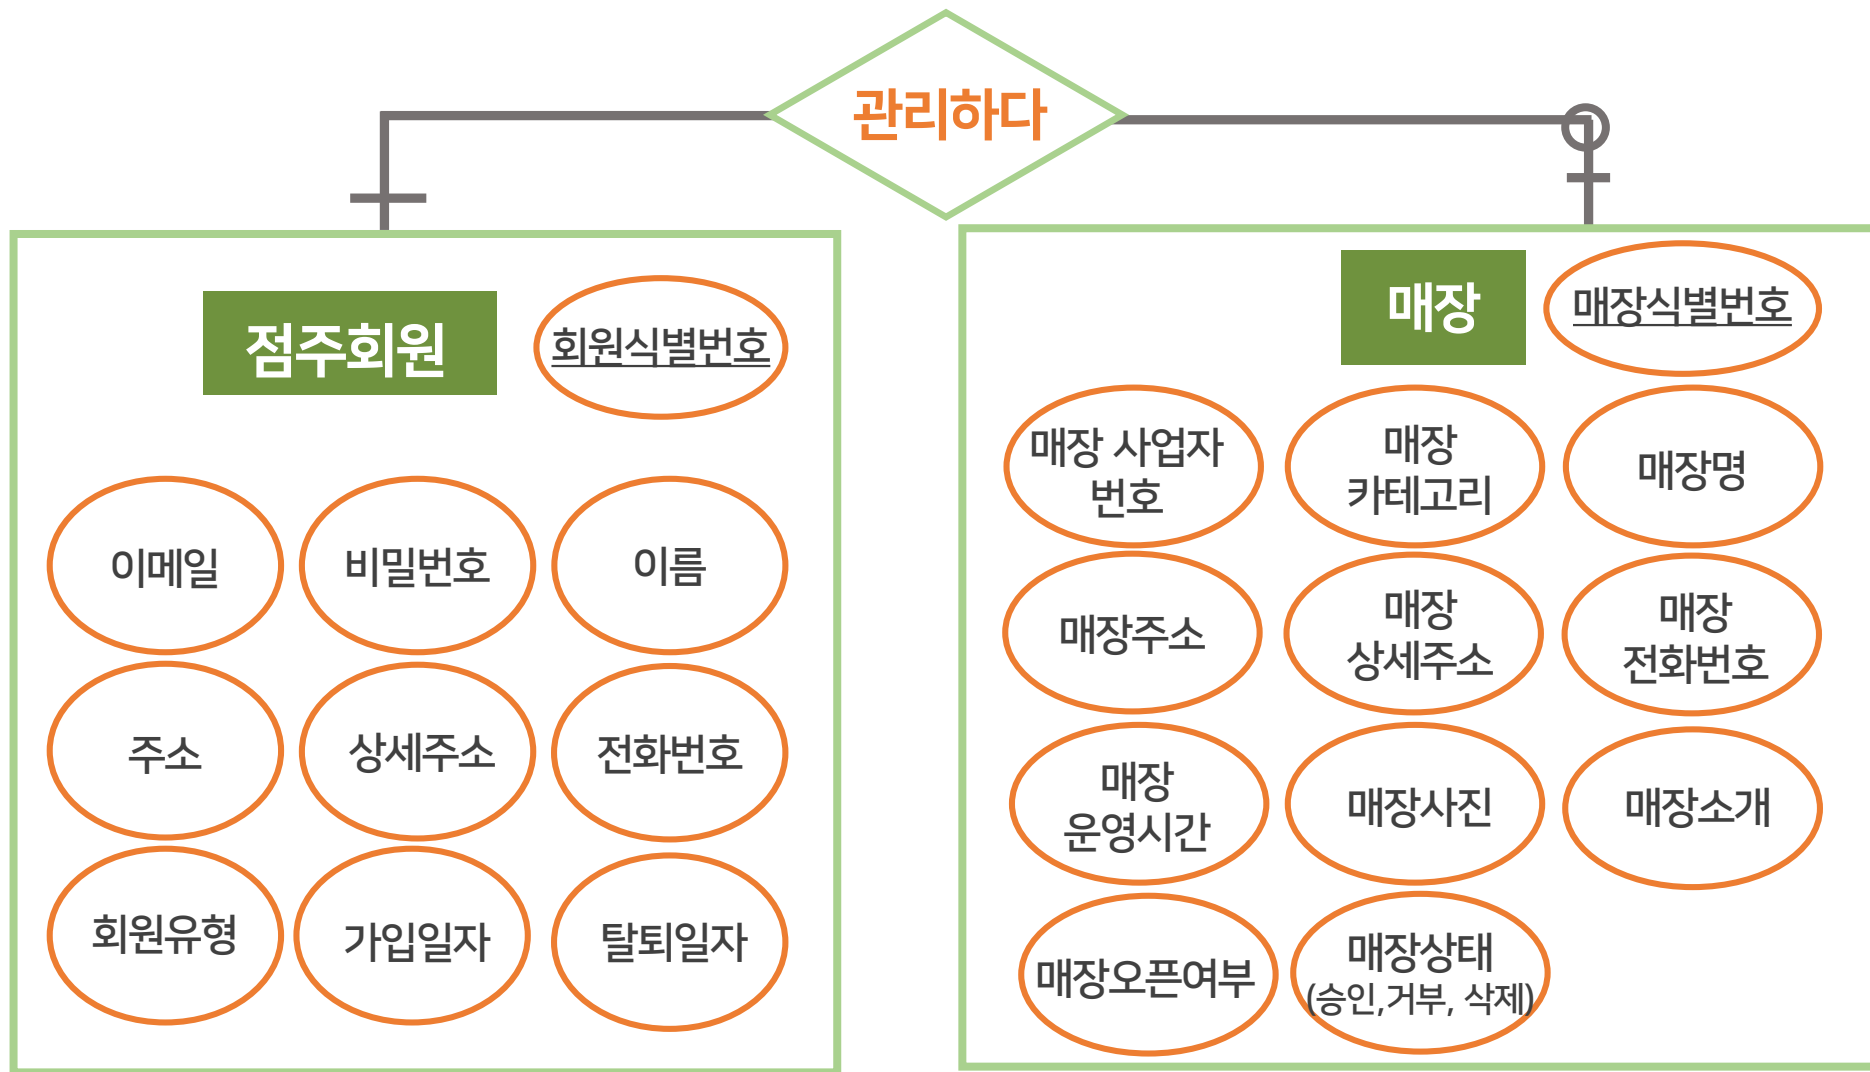 관리하다
점주회원
회원식별번호
이메일
비밀번호
이름
주소
상세주소
전화번호
회원유형
가입일자
탈퇴일자
매장
매장식별번호
매장 사업자
번호
매장
카테고리
매장명
매장주소
매장
상세주소
매장
전화번호
매장
운영시간
매장사진
매장소개
매장오픈여부
매장상태
(승인,거부, 삭제)